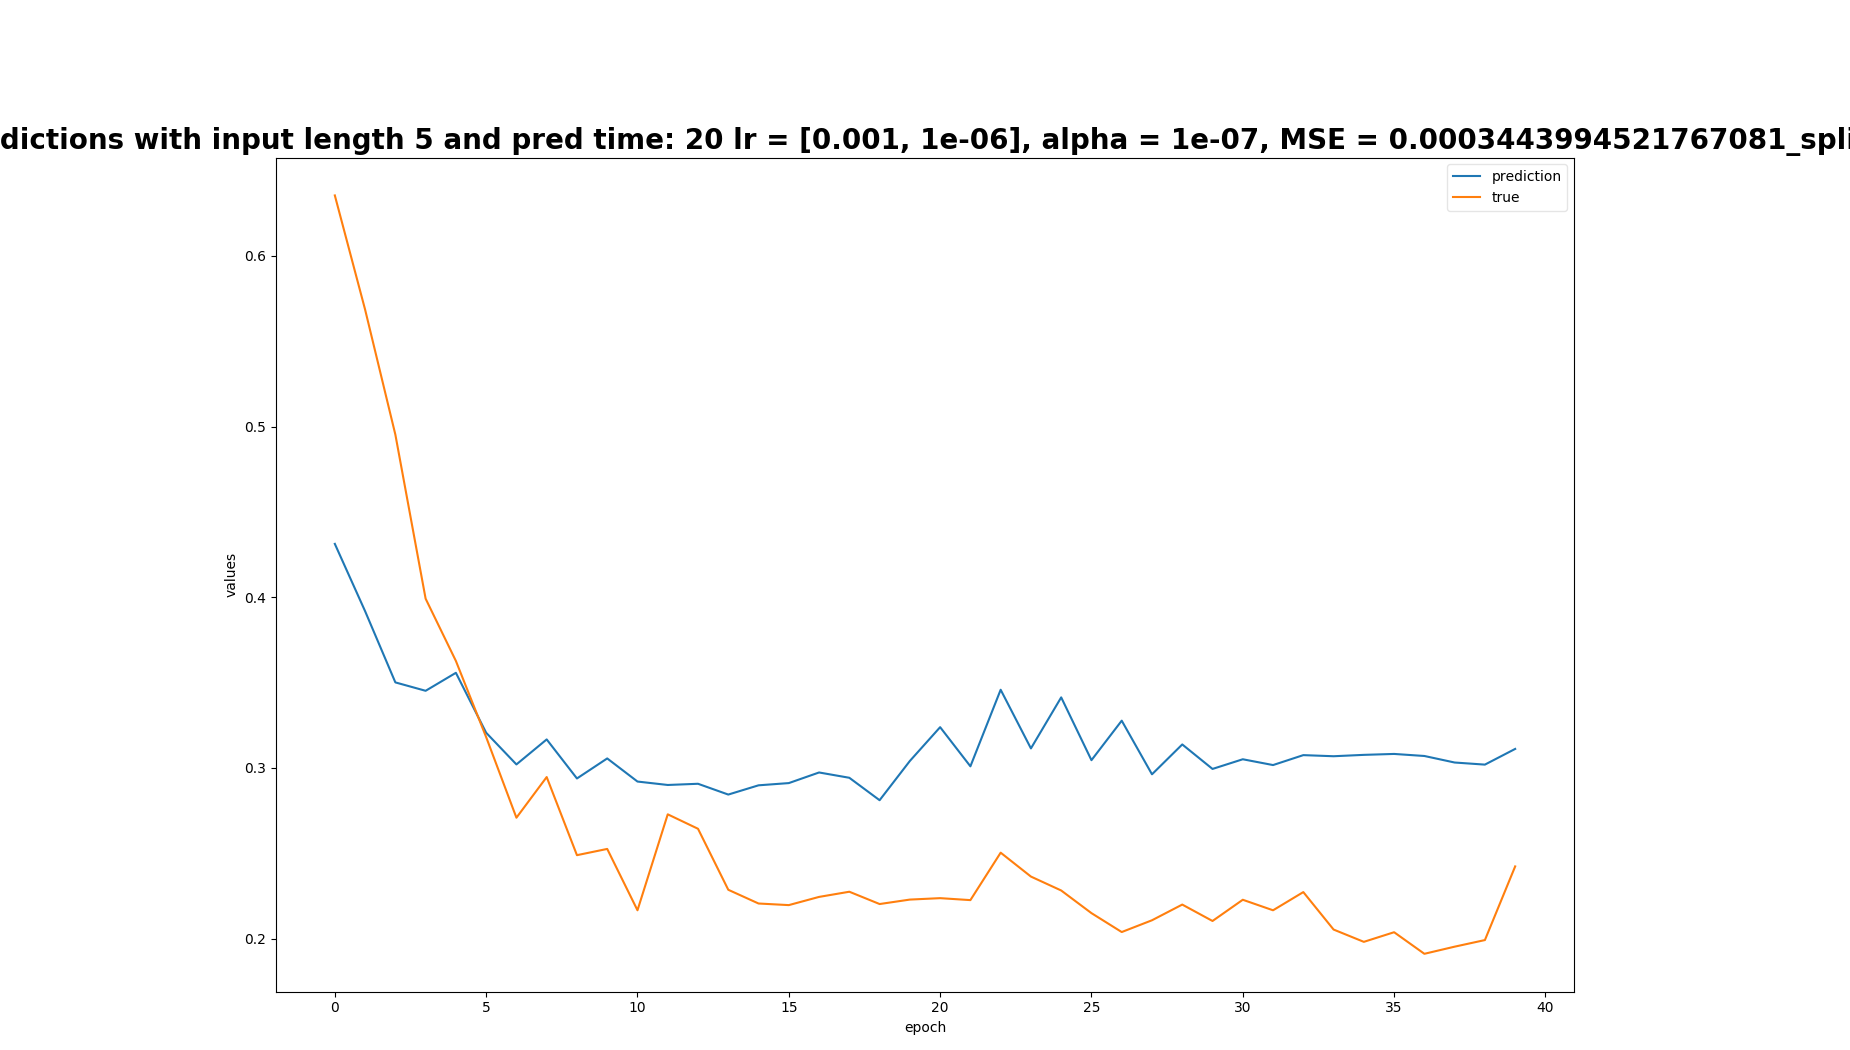 dictions with input length 5 and pred time: 20 lr = [0.001, 1e-06], alpha = 1e-07, MSE = 0.0003443994521767081_spli
prediction
true
0.6
0.5
0.4
0.3
0.2
values
0
5
10
15
20
25
30
35
40
epoch